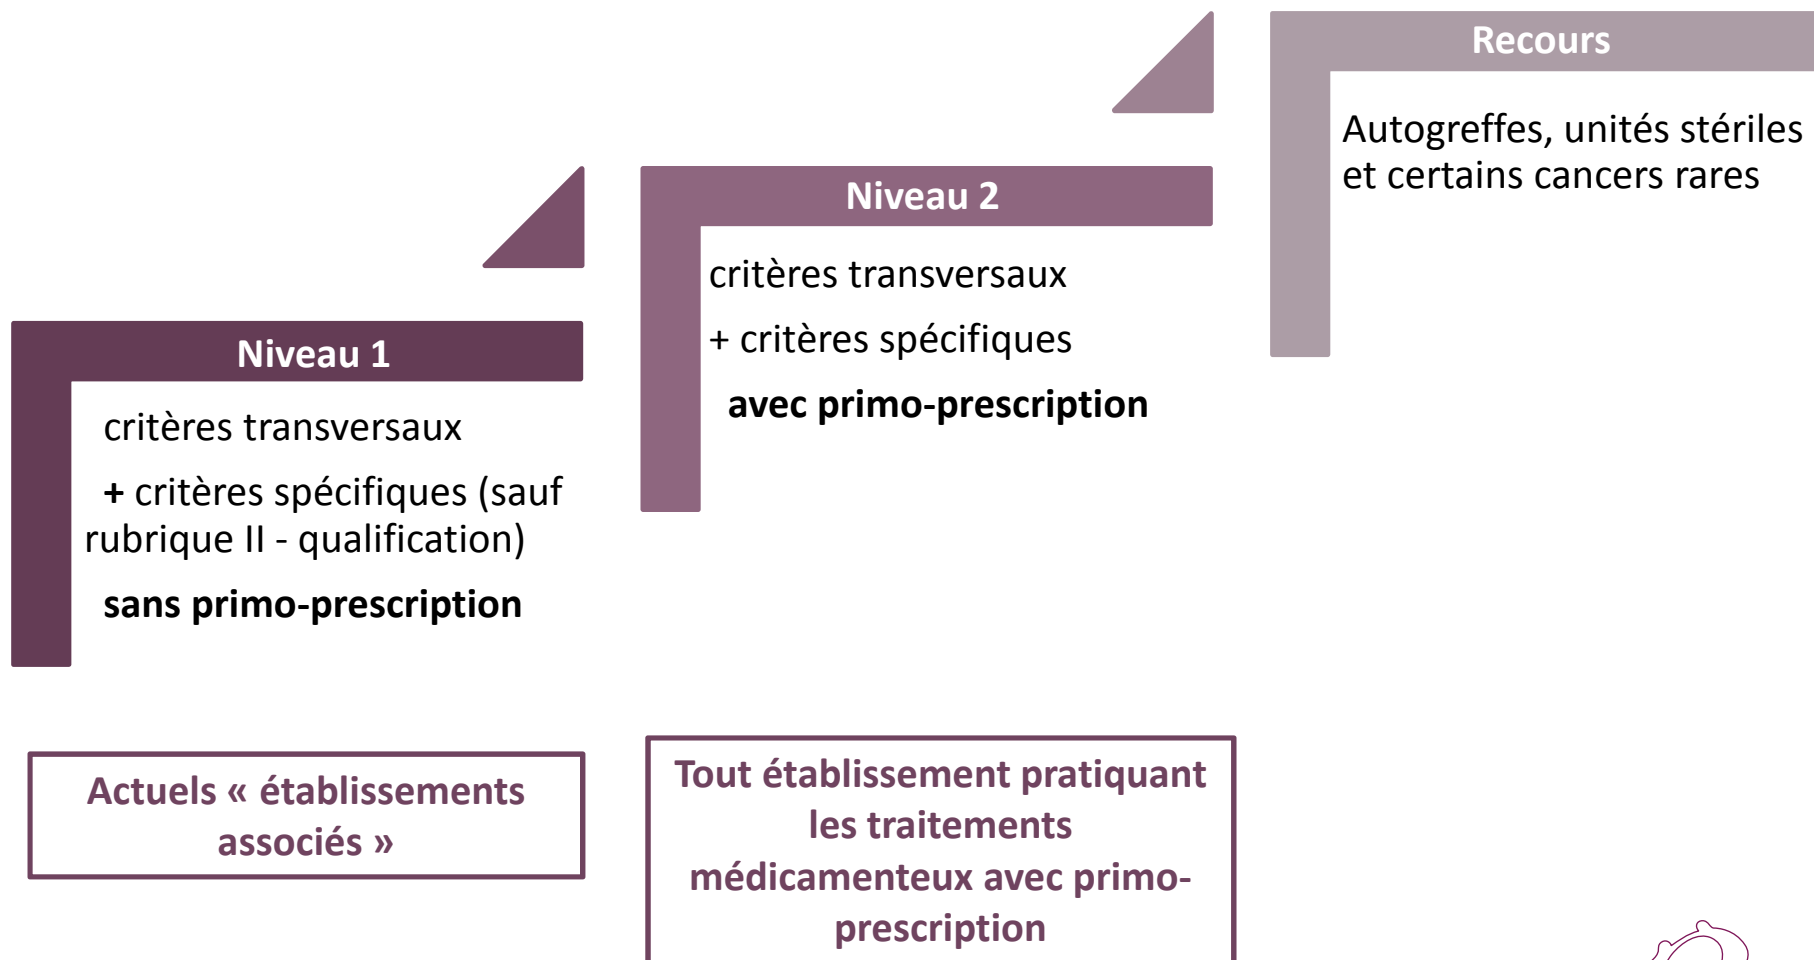 Niveau 1
critères transversaux
+ critères spécifiques (sauf
rubrique II - qualification)
sans primo-prescription
Actuels « établissements
associés »
Niveau 2
critères transversaux
+ critères spécifiques
avec primo-prescription
Tout établissement pratiquant
les traitements
médicamenteux avec primo-
prescription
Recours
Autogreffes, unités stériles
et certains cancers rares